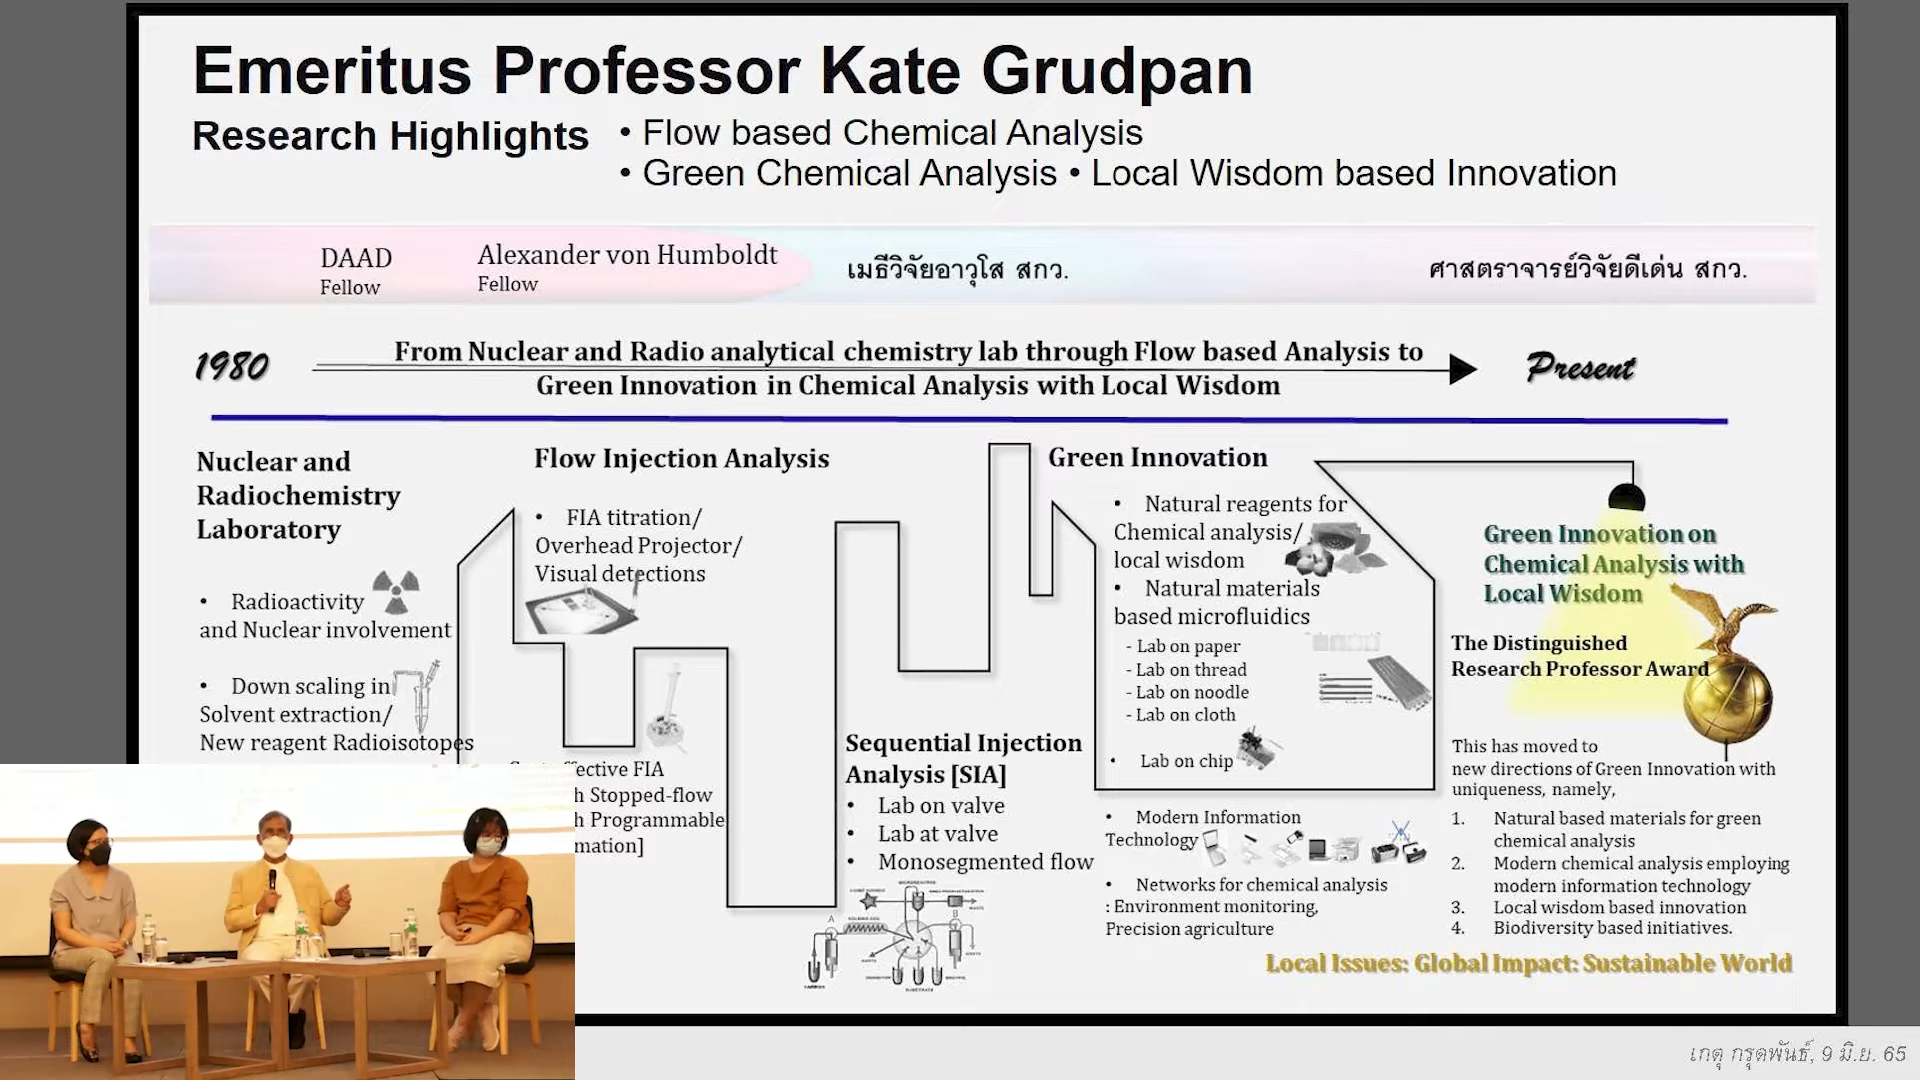 Emeritus Professor Kate Grudpan
Research Highlights
• Flow based Chemical Analysis
• Green Chemical Analysis • Local Wisdom based Innovation
DAAD
Fellow
Alexander von Humboldt
Fellow
เมธีวิจัยอาวุโส สกว.
ศาสตราจารย์วิจัยดีเด่น สกว.
1980
From Nuclear and Radio analytical chemistry lab through Flow based Analysis to
Green Innovation in Chemical Analysis with Local Wisdom
Present
Nuclear and
Radiochemistry
Laboratory
• Radioactivity
and Nuclear involvement
• Down scaling in
Solvent extraction/
New reagent Radioisotopes
Flow Injection Analysis
• FIA titration/
Overhead Projector/
Visual detections
FIA
Stopped-flow
Programmable
mation]
Sequential Injection
Analysis [SIA]
• Lab on valve
• Lab at valve
• Monosegmented flow
A
B
Green Innovation
• Natural reagents for
Chemical analysis/
local wisdom
• Natural materials
based microfluidics
- Lab on paper
- Lab on thread
- Lab on noodle
- Lab on cloth
• Lab on chip
• Modern Information
Technology
• Networks for chemical analysis
: Environment monitoring,
Precision agriculture
Green Innovation on
Chemical Analysis with
Local Wisdom
The Distinguished
Research Professor Award
This has moved to
new directions of Green Innovation with
uniqueness, namely,
1. Natural based materials for green
chemical analysis
2. Modern chemical analysis employing
modern information technology
3. Local wisdom based innovation
4. Biodiversity based initiatives.
Local Issues: Global Impact: Sustainable World
เกตุ กรุดพันธ์, 9 มิ.ย. 65